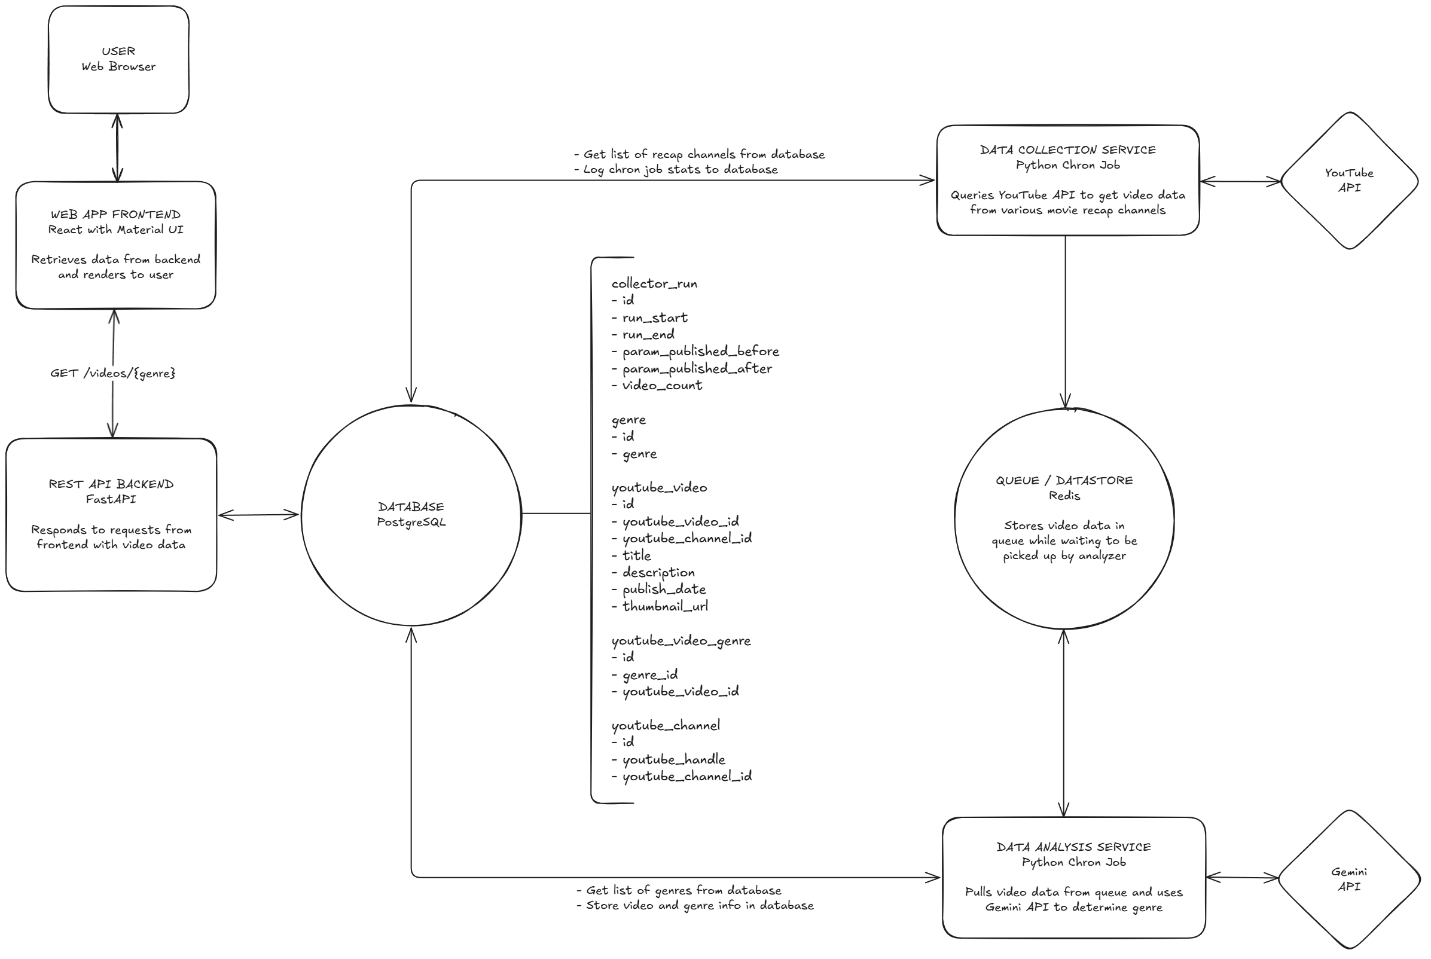 USER
Web Browser
WEB APP FRONTEND
React with Material UI
Retrieves data from backend
and renders to user
GET /videos/{genre}
REST API BACKEND
FastAPI
Responds to requests from
frontend with video data
DATABASE
PostgreSQL
- Get list of recap channels from database
- Log chron job stats to database
collector_run
- id
- run_start
- run_end
- param_published_before
- param_published_after
- video_count
genre
- id
- genre
youtube_video
- id
- youtube_video_id
- youtube_channel_id
- title
- description
- publish_date
- thumbnail_url
youtube_video_genre
- id
- genre_id
- youtube_video_id
youtube_channel
- id
- youtube_handle
- youtube_channel_id
- Get list of genres from database
- Store video and genre info in database
DATA COLLECTION SERVICE
Python Chron Job
Queries YouTube API to get video data
from various movie recap channels
YouTube
API
QUEUE / DATASTORE
Redis
Stores video data in
queue while waiting to be
picked up by analyzer
DATA ANALYSIS SERVICE
Python Chron Job
Pulls video data from queue and uses
Gemini API to determine genre
Gemini
API